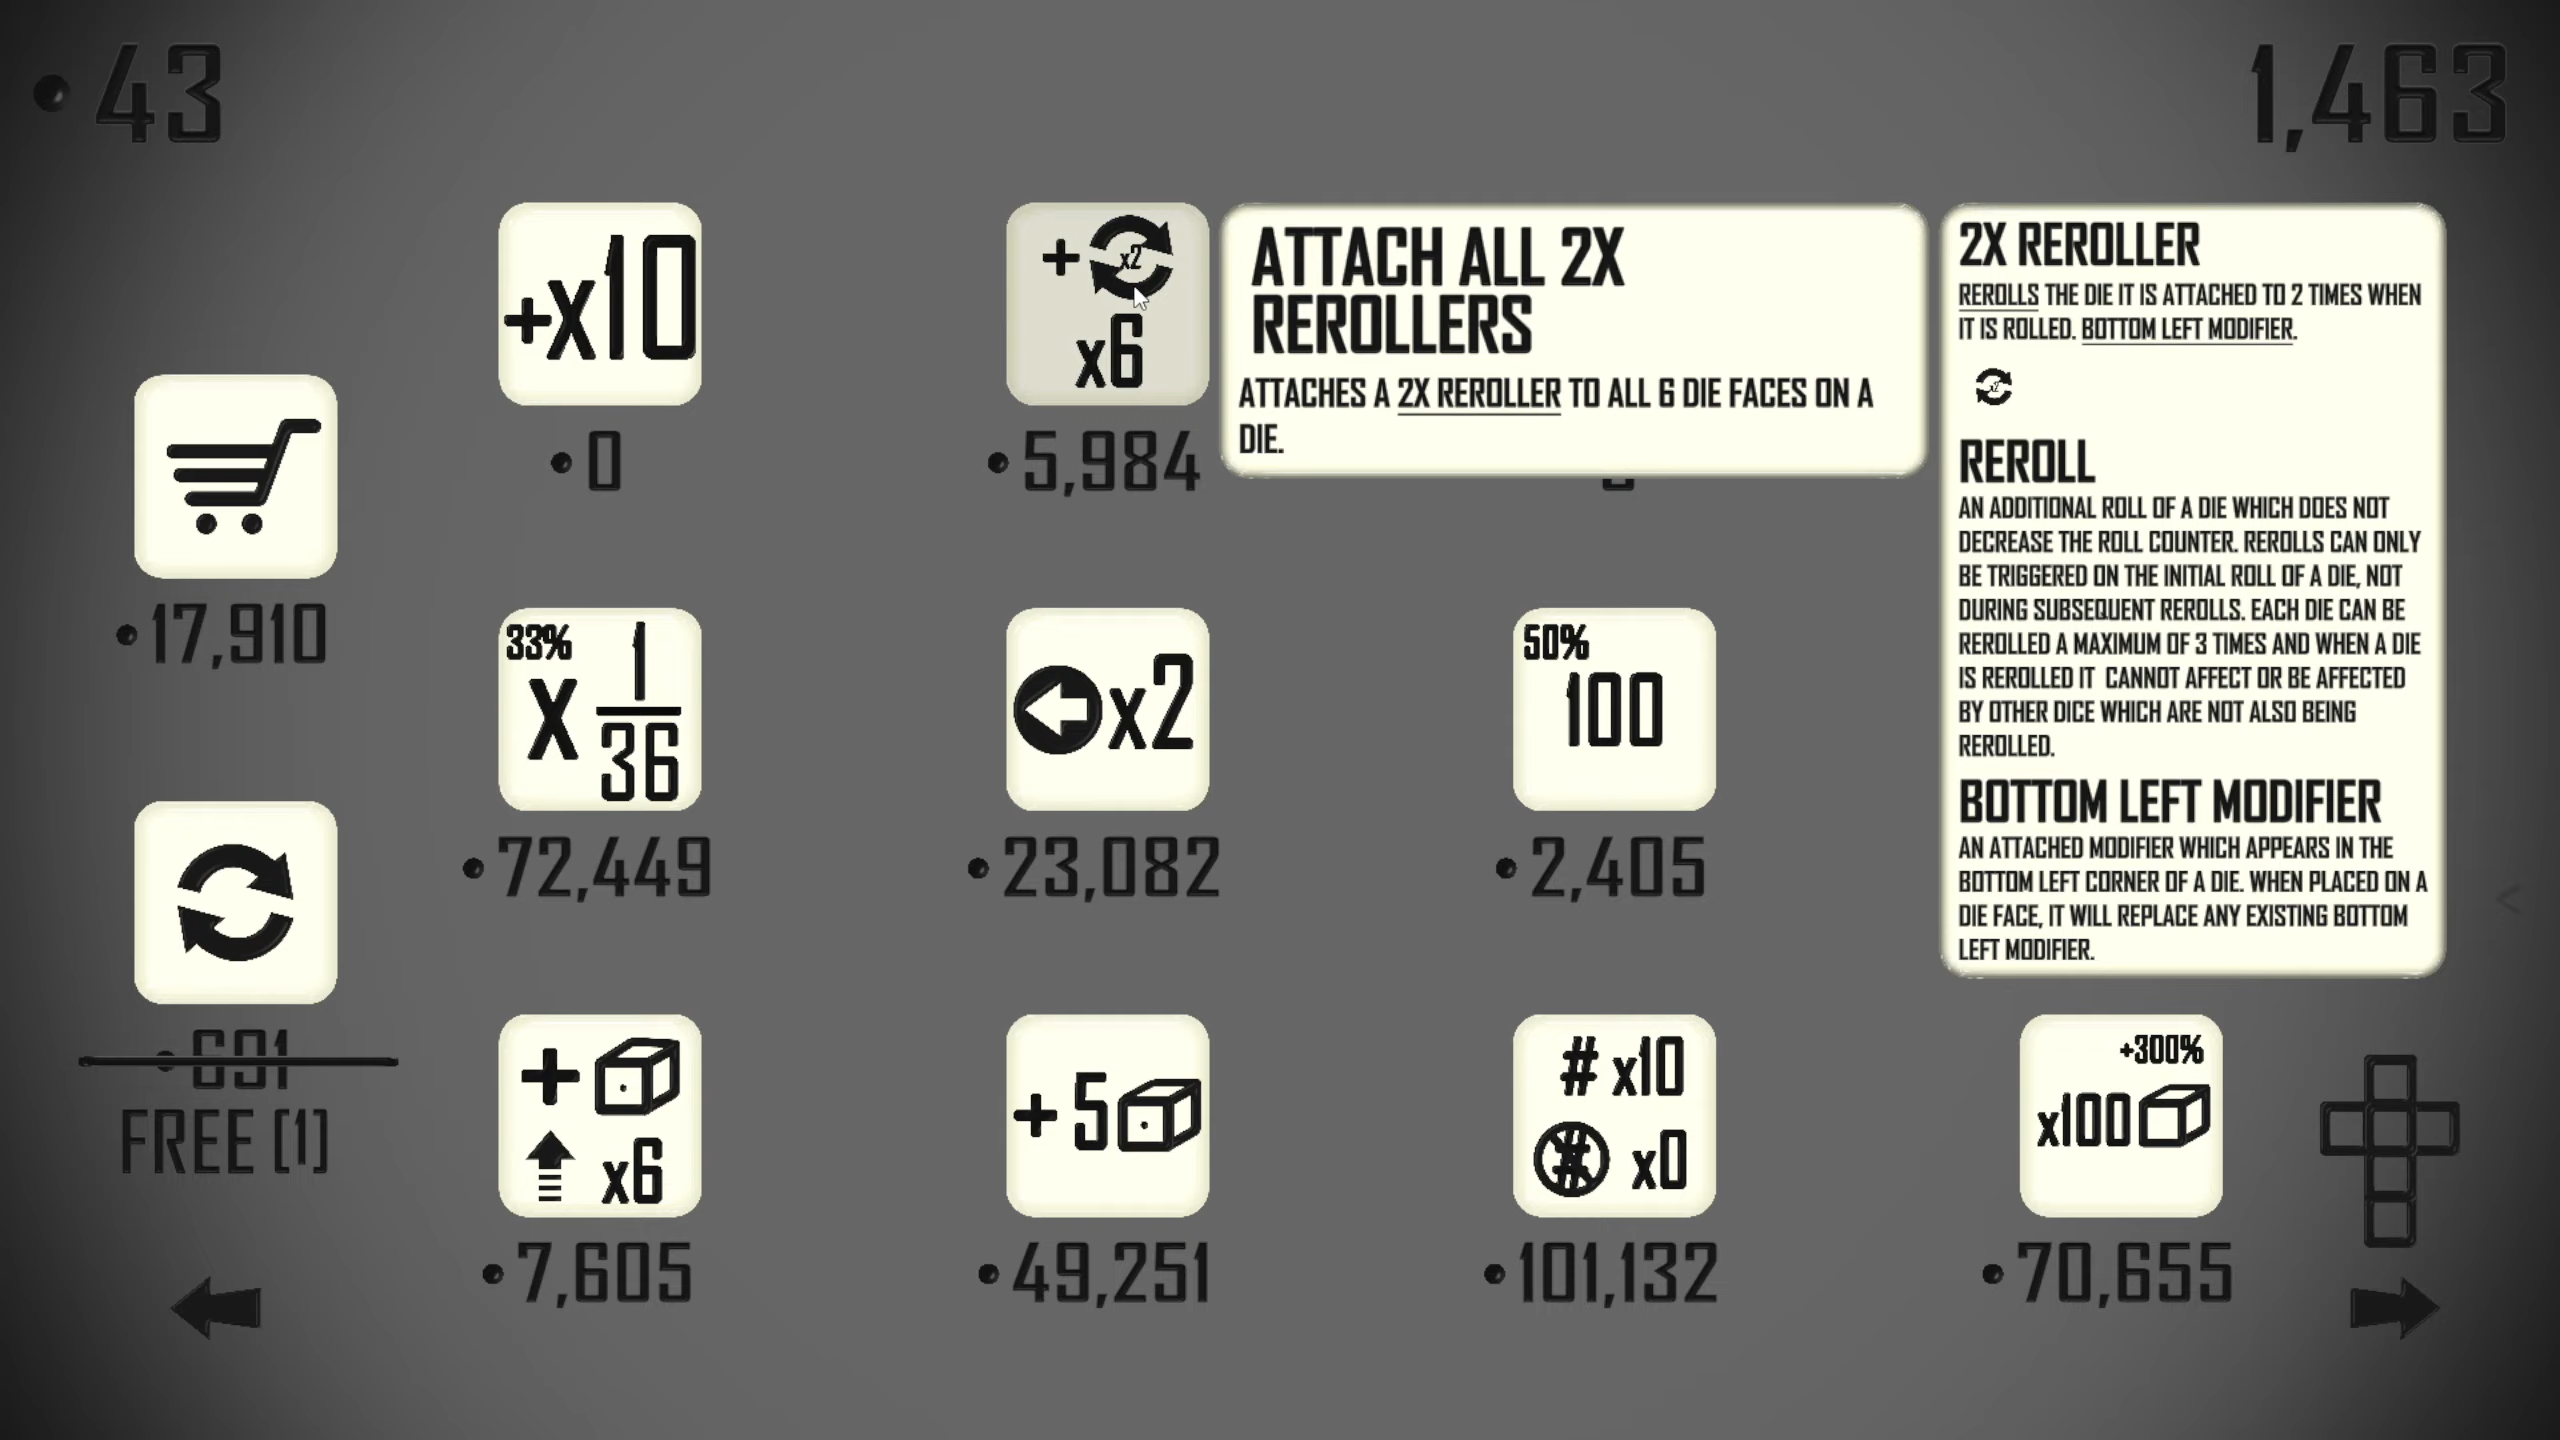 43
1,463
+x10
0
+ x2
x6
5,984
ATTACH ALL 2X
REROLLERS
ATTACHES A 2X REROLLER TO ALL 6 DIE FACES ON A
DIE.
2X REROLLER
REROLLS THE DIE IT IS ATTACHED TO 2 TIMES WHEN
IT IS ROLLED. BOTTOM LEFT MODIFIER.
x2
REROLL
AN ADDITIONAL ROLL OF A DIE WHICH DOES NOT
DECREASE THE ROLL COUNTER. REROLLS CAN ONLY
BE TRIGGERED ON THE INITIAL ROLL OF A DIE, NOT
DURING SUBSEQUENT REROLLS. EACH DIE CAN BE
REROLLED A MAXIMUM OF 3 TIMES AND WHEN A DIE
IS REROLLED IT CANNOT AFFECT OR BE AFFECTED
BY OTHER DICE WHICH ARE NOT ALSO BEING
REROLLED.
BOTTOM LEFT MODIFIER
AN ATTACHED MODIFIER WHICH APPEARS IN THE
BOTTOM LEFT CORNER OF A DIE. WHEN PLACED ON A
DIE FACE, IT WILL REPLACE ANY EXISTING BOTTOM
LEFT MODIFIER.
17,910
33%
x 1/36
72,449
x2
23,082
50%
100
2,405
<
691
FREE (1)
+
x6
7,605
+5
49,251
# x10
# x0
101,132
+300%
x100
70,655